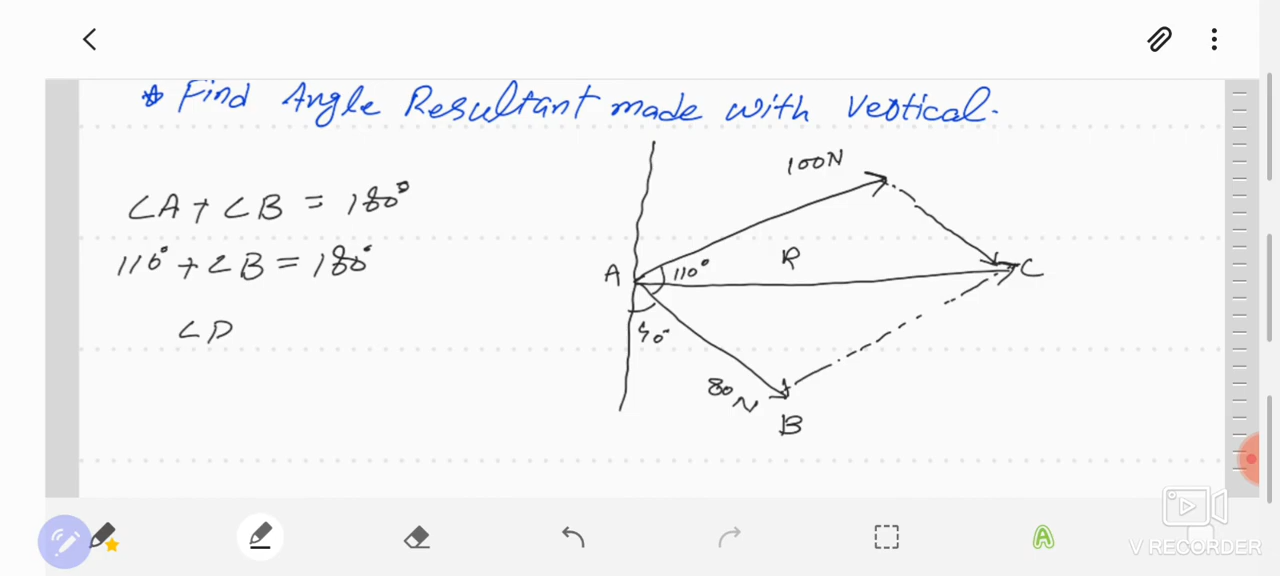 * Find Angle Resultant made with Vertical.
∠A + ∠B = 180°
110° + ∠B = 180°
∠
100N
A
110°
R
C
40°
80N
B
A
V RECORDER